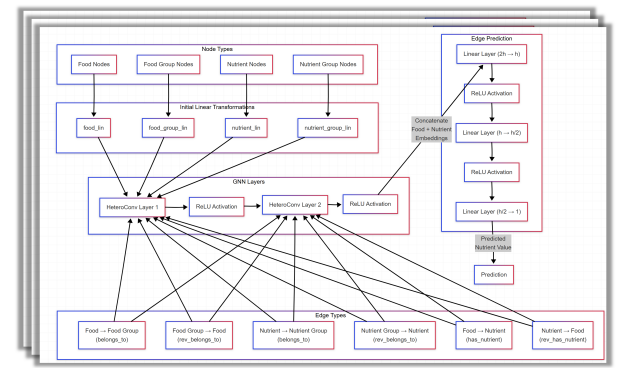 Node Types
Food Nodes
Food Group Nodes
Nutrient Nodes
Nutrient Group Nodes
Initial Linear Transformations
food_lin
food_group_lin
nutrient_lin
nutrient_group_lin
GNN Layers
HeteroConv Layer 1
ReLU Activation
HeteroConv Layer 2
ReLU Activation
Concatenate
Food + Nutrient
Embeddings
Edge Prediction
Linear Layer (2h → h)
ReLU Activation
Linear Layer (h → h/2)
ReLU Activation
Linear Layer (h/2 → 1)
Predicted
Nutrient Value
Prediction
Edge Types
Food → Food Group
(belongs_to)
Food Group → Food
(rev_belongs_to)
Nutrient → Nutrient Group
(belongs_to)
Nutrient Group → Nutrient
(rev_belongs_to)
Food → Nutrient
(has_nutrient)
Nutrient → Food
(rev_has_nutrient)